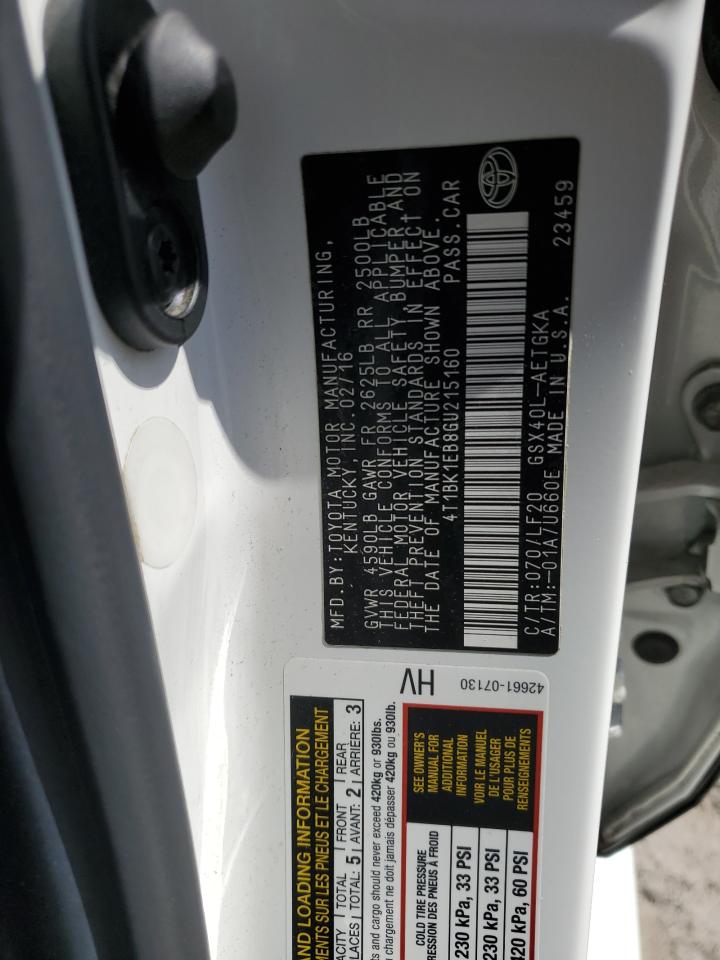 MFD.BY:TOYOTA MOTOR MANUFACTURING,
KENTUCKY, INC.02/16
GVWR 4590LB GAWR FR 2625LB RR 2500LB
THIS VEHICLE CONFORMS TO ALL APPLICABLE
FEDERAL MOTOR VEHICLE SAFETY, BUMPER, AND
THEFT PREVENTION STANDARDS IN EFFECT ON
THE DATE OF MANUFACTURE SHOWN ABOVE.
4T1BK1EB8GU215160 PASS.CAR
C/TR:070/LF20 GSX40L-AETGKA
A/TM:-01A/U660E MADE IN U.S.A. 23459
AND LOADING INFORMATION
MENTS SUR LES PNEUS ET LE CHARGEMENT
ACITY TOTAL FRONT REAR
PLACES TOTAL: 5 AVANT: 2 ARRIÈRE: 3
ts and cargo should never exceed 420kg or 930lbs.
chargement ne doit jamais dépasser 420kg ou 930lb.
HV
42661-07130
COLD TIRE PRESSURE
PRESSION DES PNEUS À FROID
230 kPa, 33 PSI
230 kPa, 33 PSI
420 kPa, 60 PSI
SEE OWNER'S
MANUAL FOR
ADDITIONAL
INFORMATION
VOIR LE MANUEL
DE L'USAGER
POUR PLUS DE
RENSEIGNEMENTS